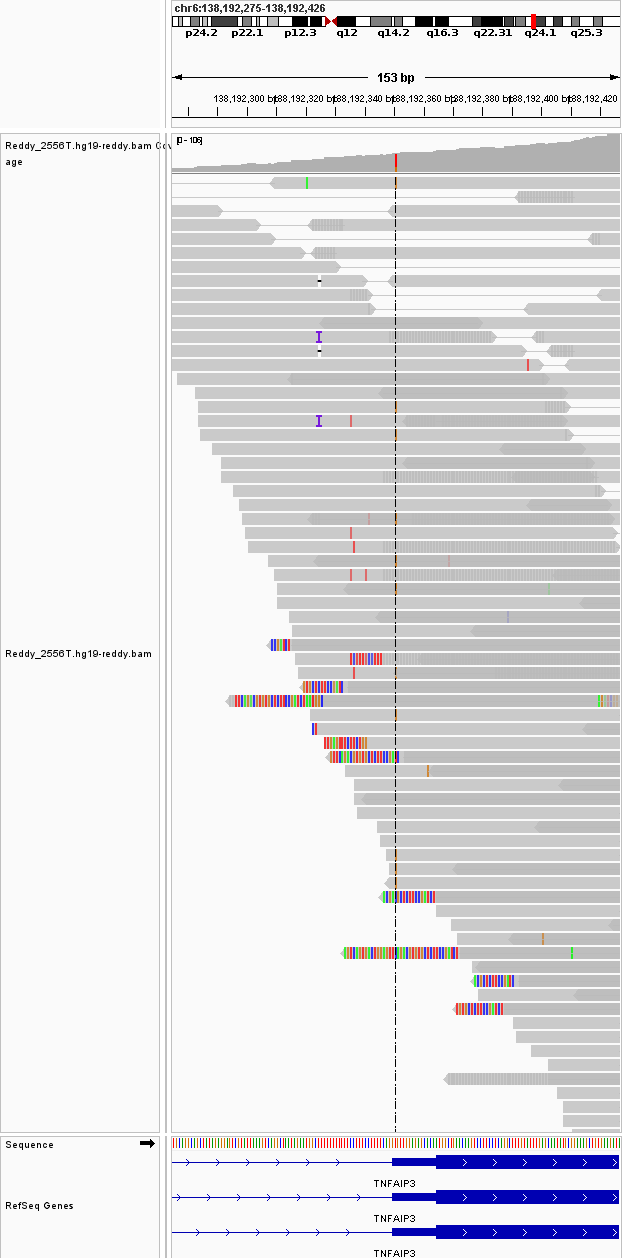 chr6:138,192,275-138,192,426
p24.2 p22.1 p12.3 q12 q14.2 q16.3 q22.31 q24.1 q25.3
153 bp
138,192,300 bp 138,192,320 bp 138,192,340 bp 138,192,360 bp 138,192,380 bp 138,192,400 bp 138,192,420
Reddy_2556T.hg19-reddy.bam Cov
age
[0 - 106]
Reddy_2556T.hg19-reddy.bam
Sequence
TNFAIP3
RefSeq Genes
TNFAIP3
TNFAIP3